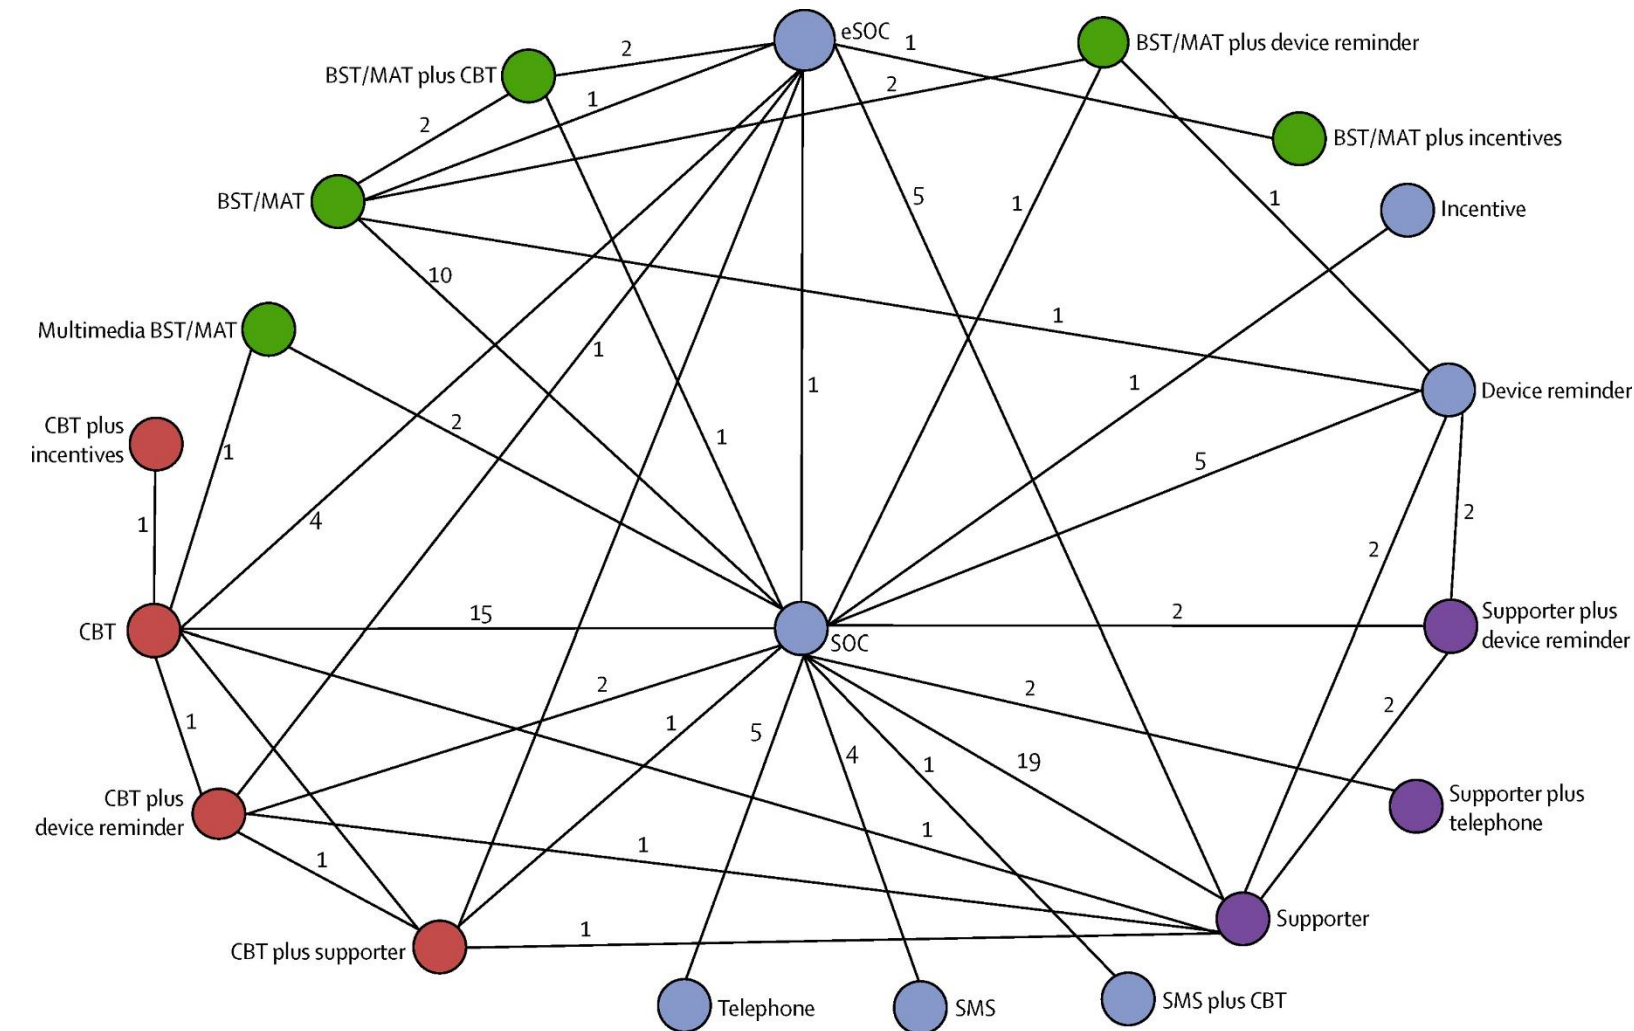 eSOC
1
BST/MAT plus device reminder
2
BST/MAT plus CBT
2
1
2
BST/MAT plus incentives
BST/MAT
5
1
1
Incentive
10
1
Multimedia BST/MAT
1
1
1
Device reminder
CBT plus
incentives
2
1
1
5
1
4
2
2
15
2
Supporter plus
device reminder
CBT
SOC
2
2
1
1
5
4
1
19
2
CBT plus
device reminder
Supporter plus
telephone
1
1
1
Supporter
CBT plus supporter
1
Telephone
SMS
SMS plus CBT